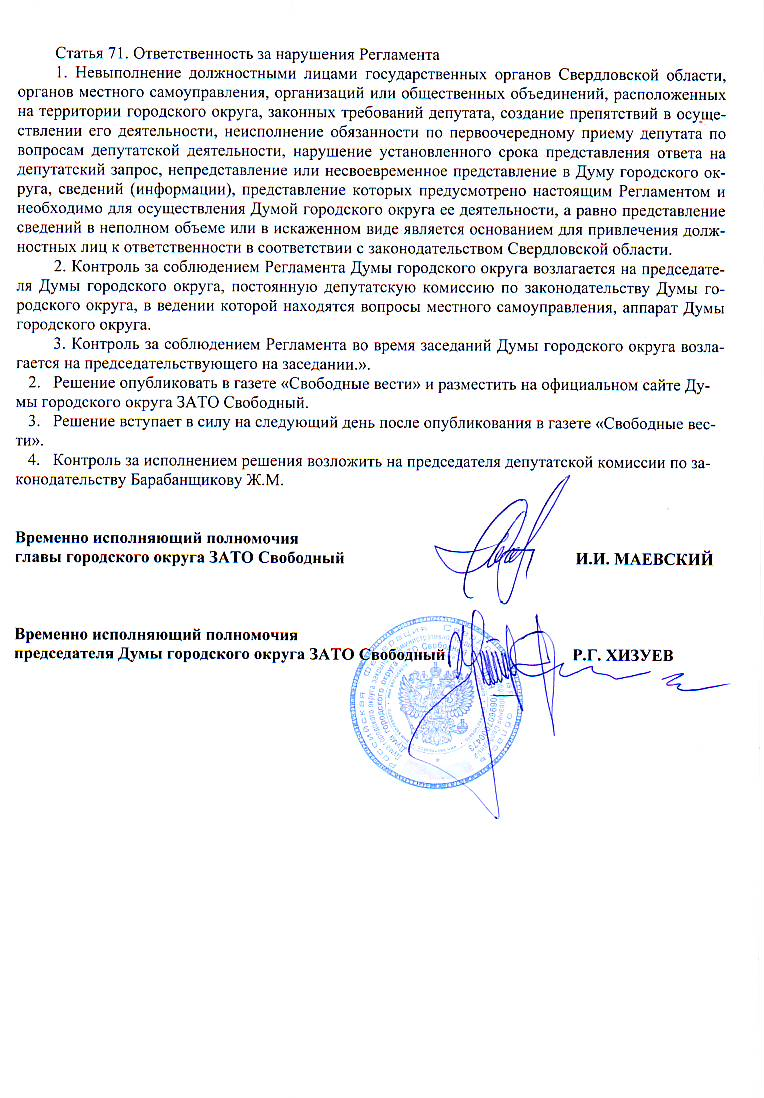 Статья 71. Ответственность за нарушения Регламента
1. Невыполнение должностными лицами государственных органов Свердловской области,
органов местного самоуправления, организаций или общественных объединений, расположенных
на территории городского округа, законных требований депутата, создание препятствий в осуще-
ствлении его деятельности, неисполнение обязанности по первоочередному приему депутата по
вопросам депутатской деятельности, нарушение установленного срока представления ответа на
депутатский запрос, непредставление или несвоевременное представление в Думу городского ок-
руга, сведений (информации), представление которых предусмотрено настоящим Регламентом и
необходимо для осуществления Думой городского округа ее деятельности, а равно представление
сведений в неполном объеме или в искаженном виде является основанием для привлечения долж-
ностных лиц к ответственности в соответствии с законодательством Свердловской области.
2. Контроль за соблюдением Регламента Думы городского округа возлагается на председате-
ля Думы городского округа, постоянную депутатскую комиссию по законодательству Думы го-
родского округа, в ведении которой находятся вопросы местного самоуправления, аппарат Думы
городского округа.
3. Контроль за соблюдением Регламента во время заседаний Думы городского округа возла-
гается на председательствующего на заседании.».
2. Решение опубликовать в газете «Свободные вести» и разместить на официальном сайте Ду-
мы городского округа ЗАТО Свободный.
3. Решение вступает в силу на следующий день после опубликования в газете «Свободные вес-
ти».
4. Контроль за исполнением решения возложить на председателя депутатской комиссии по за-
конодательству Барабанщикову Ж.М.
Временно исполняющий полномочия
главы городского округа ЗАТО Свободный И.И. МАЕВСКИЙ
Временно исполняющий полномочия
председателя Думы городского округа ЗАТО Свободный Р.Г. ХИЗУЕВ